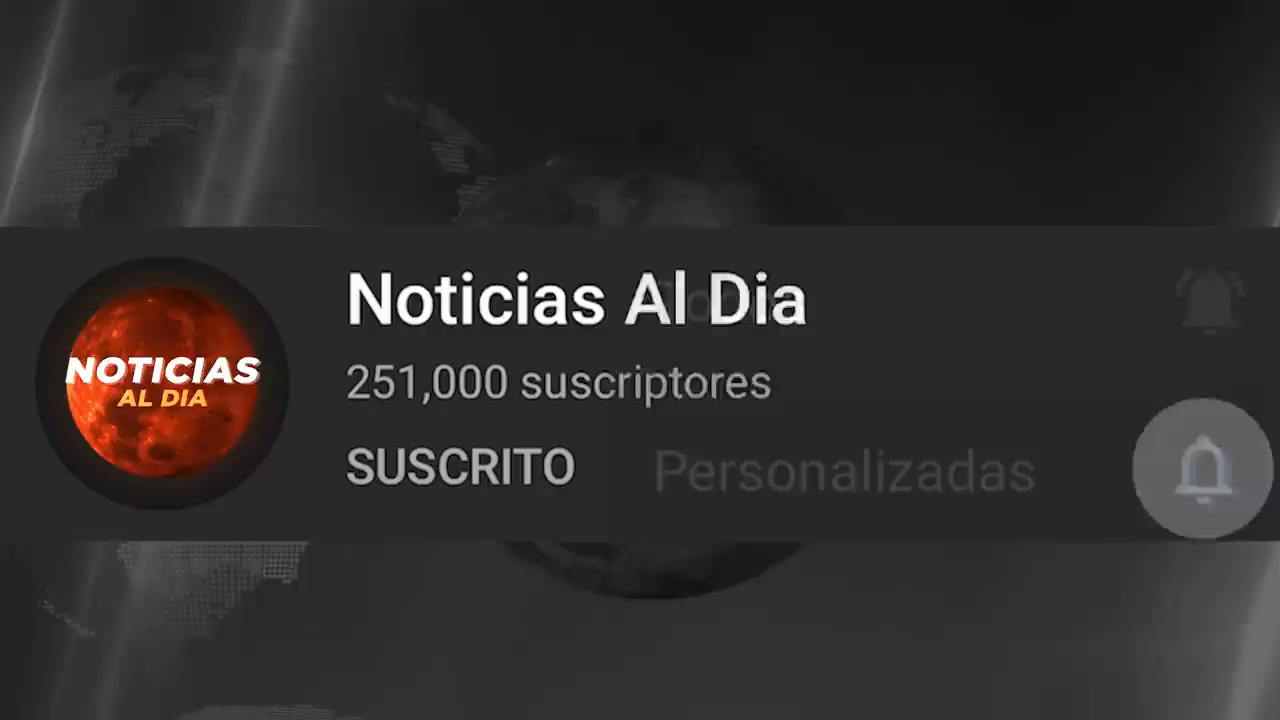 Noticias Al Dia
251,000 suscriptores
NOTICIAS
AL DIA
SUSCRITO
Personalizadas